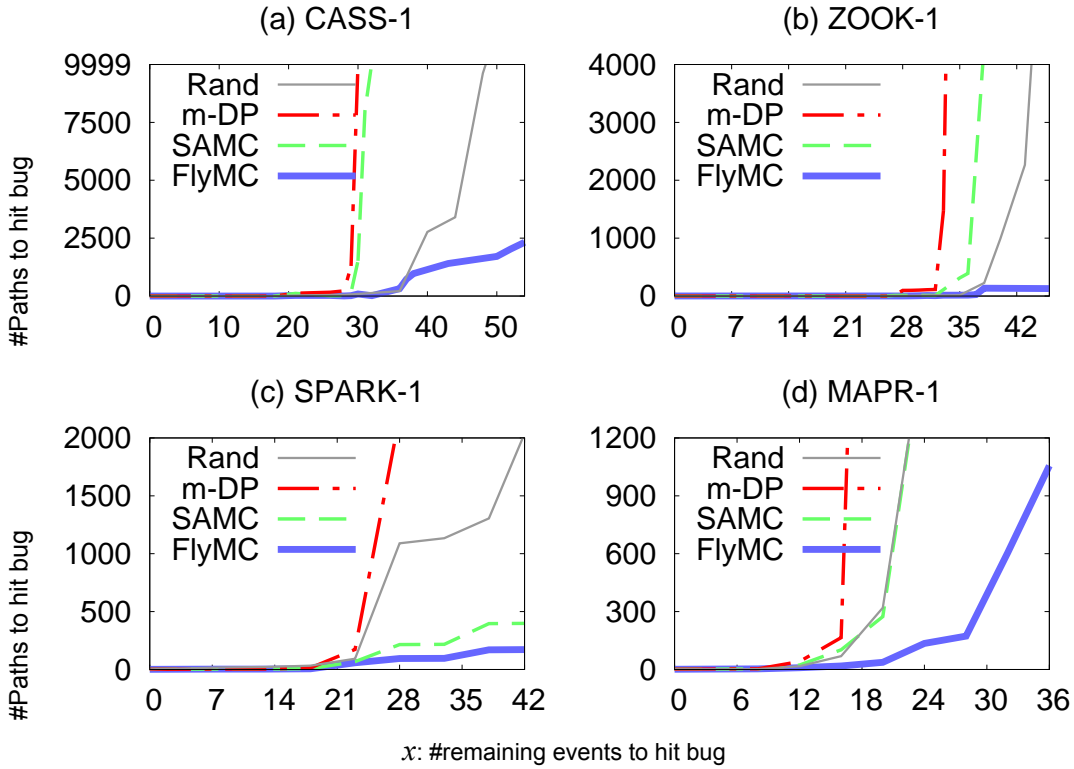 (a) CASS-1
9999
7500
5000
2500
0
Rand
m-DP
SAMC
FlyMC
0 10 20 30 40 50
#Paths to hit bug
(b) ZOOK-1
4000
3000
2000
1000
0
Rand
m-DP
SAMC
FlyMC
0 7 14 21 28 35 42
(c) SPARK-1
2000
1500
1000
500
0
Rand
m-DP
SAMC
FlyMC
0 7 14 21 28 35 42
#Paths to hit bug
(d) MAPR-1
1200
900
600
300
0
Rand
m-DP
SAMC
FlyMC
0 6 12 18 24 30 36
x: #remaining events to hit bug